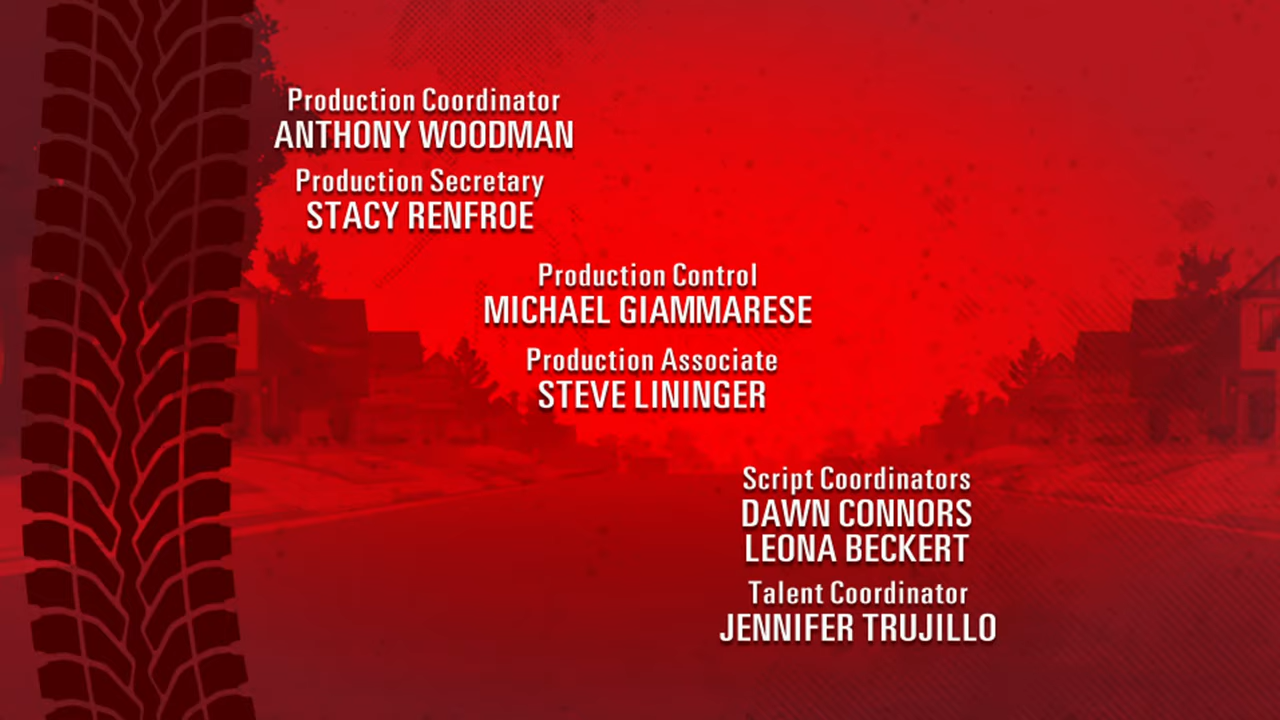 Production Coordinator
ANTHONY WOODMAN
Production Secretary
STACY RENFROE
Production Control
MICHAEL GIAMMARESE
Production Associate
STEVE LININGER
Script Coordinators
DAWN CONNORS
LEONA BECKERT
Talent Coordinator
JENNIFER TRUJILLO